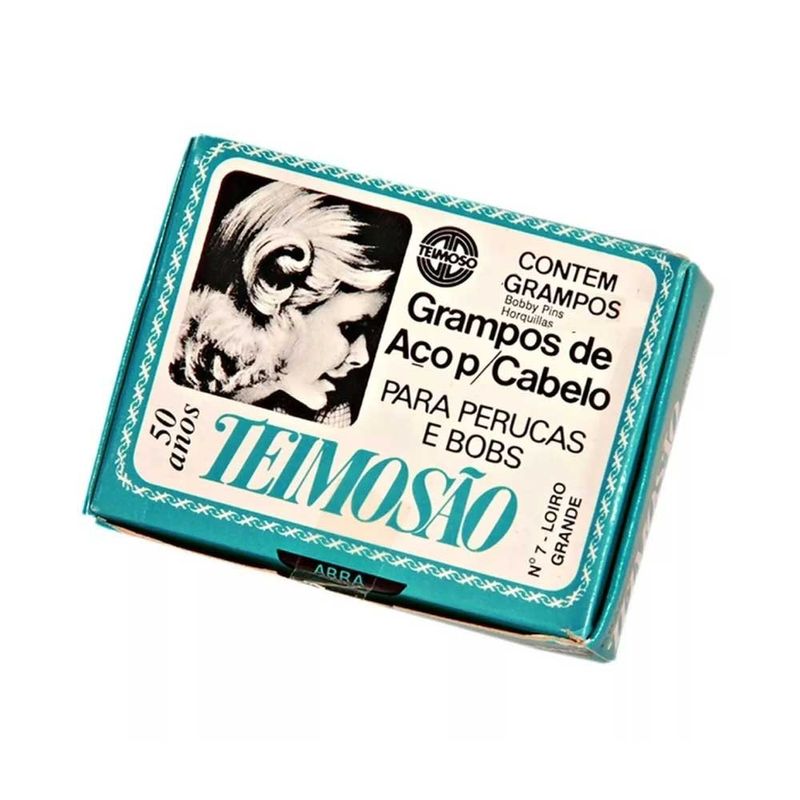 TEIMOSO
CONTEM
GRAMPOS
Bobby Pins
Horquillas
Grampos de
Aço p/Cabelo
PARA PERUCAS
E BOBS
50
anos
TEIMOSÃO
Nº 7 - LOIRO
GRANDE
ABRA